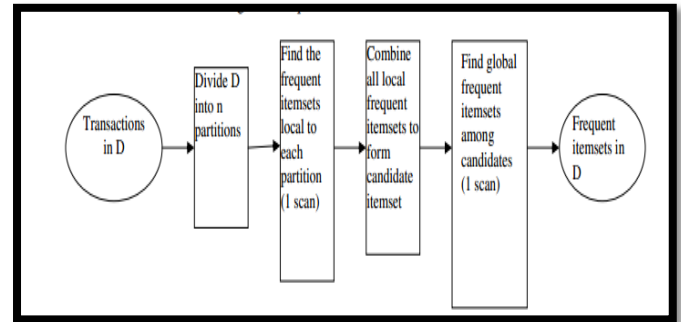 Transactions
in D
Divide D
into n
partitions
Find the
frequent
itemsets
local to
each
partition
(1 scan)
Combine
all local
frequent
itemsets to
form
candidate
itemset
Find global
frequent
itemsets
among
candidates
(1 scan)
Frequent
itemsets in
D